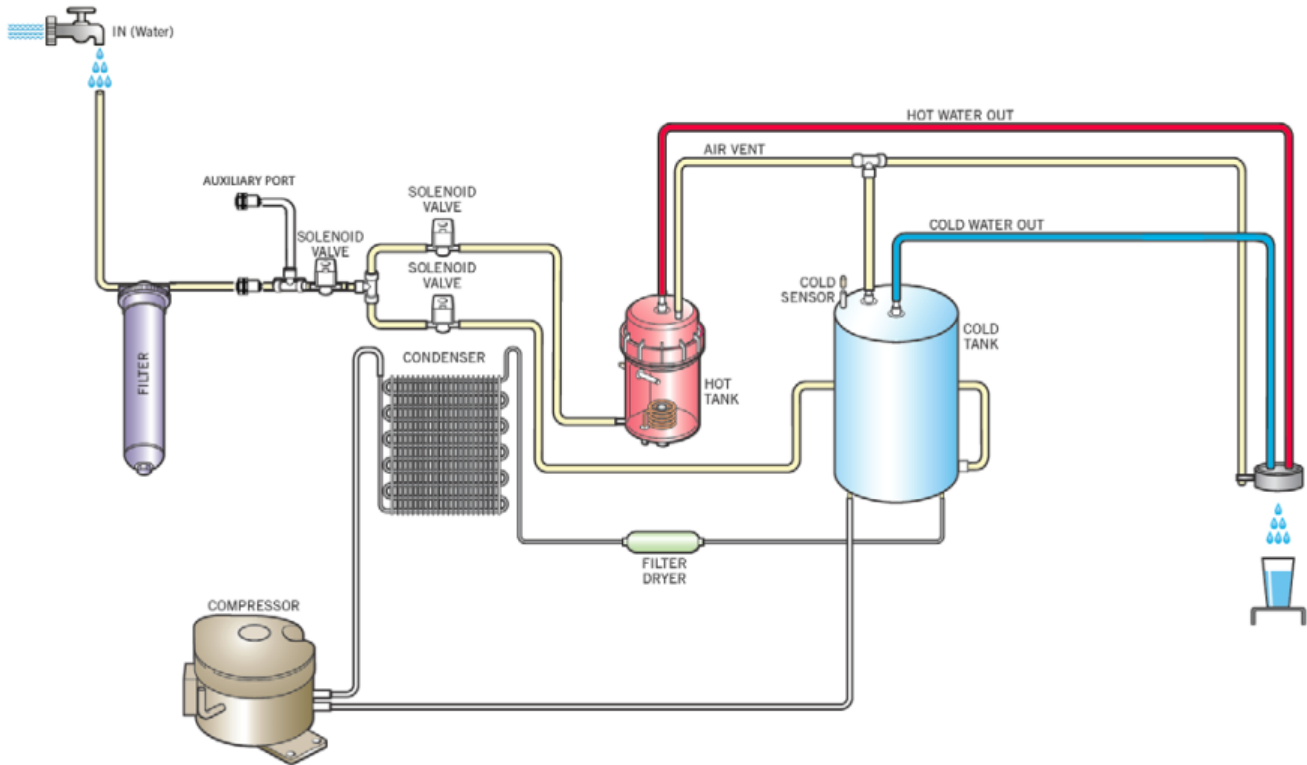 IN (Water)
HOT WATER OUT
AIR VENT
AUXILIARY PORT
SOLENOID
VALVE
SOLENOID
VALVE
SOLENOID
VALVE
COLD WATER OUT
COLD
SENSOR
COLD
TANK
FILTER
CONDENSER
HOT
TANK
FILTER
DRYER
COMPRESSOR